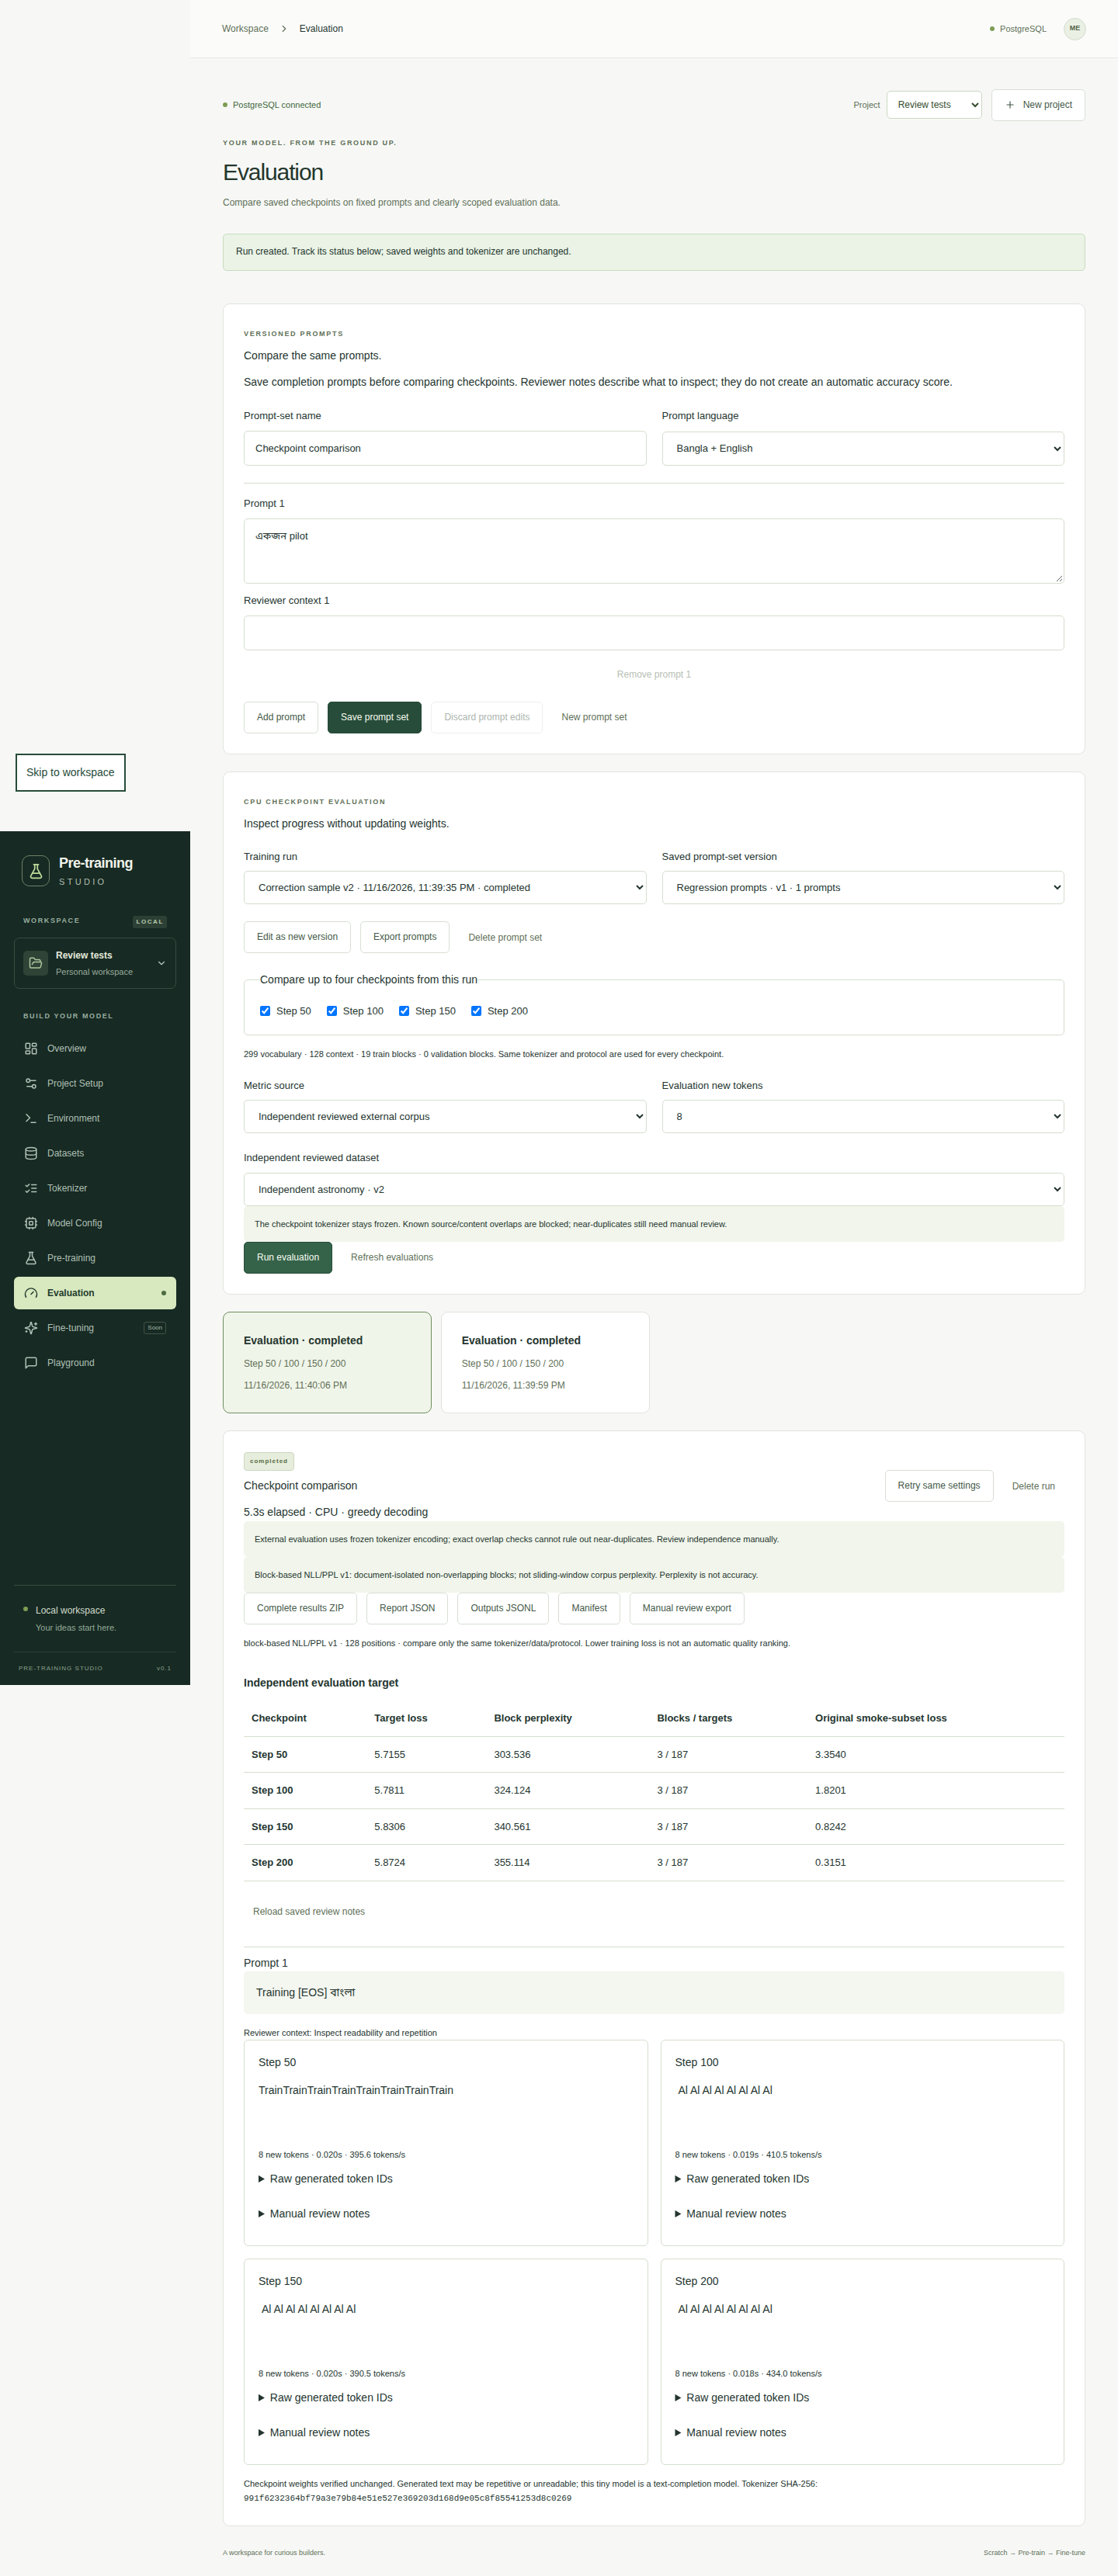 Workspace
Evaluation
PostgreSQL
ME
PostgreSQL connected
Project
Review tests
New project
YOUR MODEL. FROM THE GROUND UP.
Evaluation
Compare saved checkpoints on fixed prompts and clearly scoped evaluation data.
Run created. Track its status below; saved weights and tokenizer are unchanged.
VERSIONED PROMPTS
Compare the same prompts.
Save completion prompts before comparing checkpoints. Reviewer notes describe what to inspect; they do not create an automatic accuracy score.
Prompt-set name
Prompt language
Checkpoint comparison
Bangla + English
Prompt 1
একজন pilot
Reviewer context 1
Remove prompt 1
Add prompt
Save prompt set
Discard prompt edits
New prompt set
Skip to workspace
Pre-training
STUDIO
WORKSPACE
LOCAL
Review tests
Personal workspace
BUILD YOUR MODEL
Overview
Project Setup
Environment
Datasets
Tokenizer
Model Config
Pre-training
Evaluation
Fine-tuning
Soon
Playground
Local workspace
Your ideas start here.
PRE-TRAINING STUDIO
v0.1
CPU CHECKPOINT EVALUATION
Inspect progress without updating weights.
Training run
Saved prompt-set version
Correction sample v2 · 11/16/2026, 11:39:35 PM · completed
Regression prompts · v1 · 1 prompts
Edit as new version
Export prompts
Delete prompt set
Compare up to four checkpoints from this run
Step 50
Step 100
Step 150
Step 200
299 vocabulary · 128 context · 19 train blocks · 0 validation blocks. Same tokenizer and protocol are used for every checkpoint.
Metric source
Evaluation new tokens
Independent reviewed external corpus
8
Independent reviewed dataset
Independent astronomy · v2
The checkpoint tokenizer stays frozen. Known source/content overlaps are blocked; near-duplicates still need manual review.
Run evaluation
Refresh evaluations
Evaluation · completed
Step 50 / 100 / 150 / 200
11/16/2026, 11:40:06 PM
Evaluation · completed
Step 50 / 100 / 150 / 200
11/16/2026, 11:39:59 PM
completed
Checkpoint comparison
5.3s elapsed · CPU · greedy decoding
Retry same settings
Delete run
External evaluation uses frozen tokenizer encoding; exact overlap checks cannot rule out near-duplicates. Review independence manually.
Block-based NLL/PPL v1: document-isolated non-overlapping blocks; not sliding-window corpus perplexity. Perplexity is not accuracy.
Complete results ZIP
Report JSON
Outputs JSONL
Manifest
Manual review export
block-based NLL/PPL v1 · 128 positions · compare only the same tokenizer/data/protocol. Lower training loss is not an automatic quality ranking.
Independent evaluation target
Checkpoint Target loss Block perplexity Blocks / targets Original smoke-subset loss
Step 50 5.7155 303.536 3 / 187 3.3540
Step 100 5.7811 324.124 3 / 187 1.8201
Step 150 5.8306 340.561 3 / 187 0.8242
Step 200 5.8724 355.114 3 / 187 0.3151
Reload saved review notes
Prompt 1
Training [EOS] বাংলা
Reviewer context: Inspect readability and repetition
Step 50
TrainTrainTrainTrainTrainTrainTrainTrain
8 new tokens · 0.020s · 395.6 tokens/s
Raw generated token IDs
Manual review notes
Step 100
Al Al Al Al Al Al Al Al
8 new tokens · 0.019s · 410.5 tokens/s
Raw generated token IDs
Manual review notes
Step 150
Al Al Al Al Al Al Al Al
8 new tokens · 0.020s · 390.5 tokens/s
Raw generated token IDs
Manual review notes
Step 200
Al Al Al Al Al Al Al Al
8 new tokens · 0.018s · 434.0 tokens/s
Raw generated token IDs
Manual review notes
Checkpoint weights verified unchanged. Generated text may be repetitive or unreadable; this tiny model is a text-completion model. Tokenizer SHA-256:
991f6232364bf79a3e79b84e51e527e369203d168d9e05c8f85541253d8c0269
A workspace for curious builders.
Scratch → Pre-train → Fine-tune